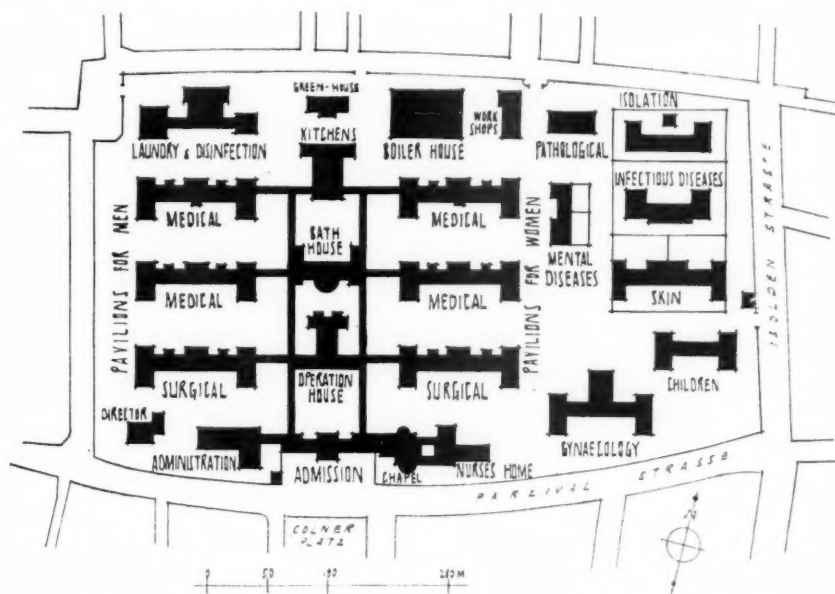 GREEN-HOUSE
ISOLATION
LAUNDRY & DISINFECTION
KITCHENS
BOILER HOUSE
WORK
SHOPS
PATHOLOGICAL
INFECTIOUS DISEASES
MEDICAL
BATH
HOUSE
MEDICAL
PAVILIONS FOR MEN
PAVILIONS FOR WOMEN
MENTAL
DISEASES
MEDICAL
MEDICAL
SKIN
ISOLDEN STRASSE
SURGICAL
OPERATION
HOUSE
SURGICAL
CHILDREN
DIRECTOR
ADMINISTRATION
ADMISSION
CHAPEL
NURSES HOME
GYNAECOLOGY
PARZIVAL STRASSE
COLNER
PLATZ
N
0 50 100